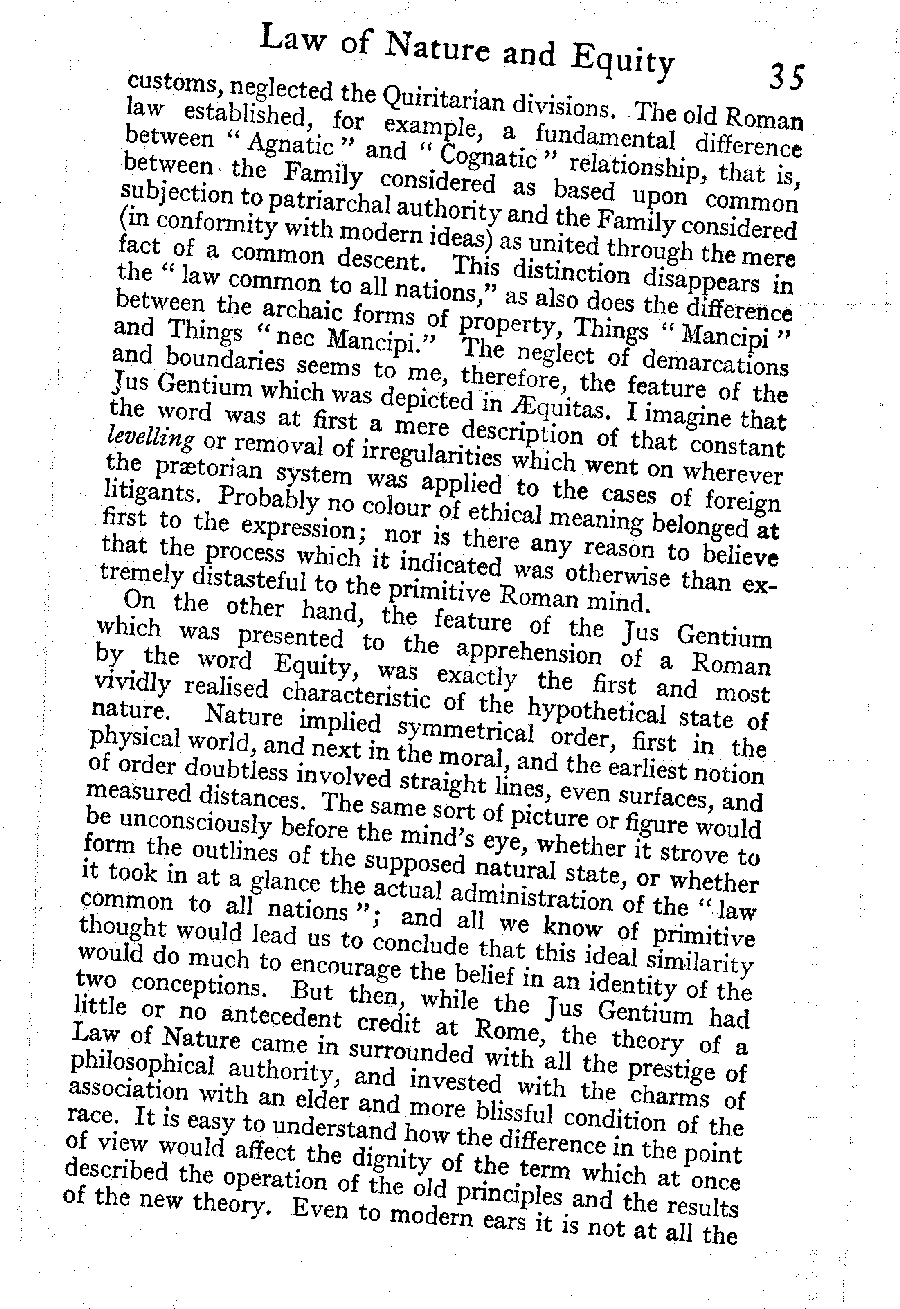 Law of Nature and Equity 35
customs, neglected the Quiritarian divisions. The old Roman
law established, for example, a fundamental difference
between “ Agnatic ” and “ Cognatic ” relationship, that is,
between the Family considered as based upon common
subjection to patriarchal authority and the Family considered
(in conformity with modern ideas) as united through the mere
fact of a common descent. This distinction disappears in
the “ law common to all nations,” as also does the difference
between the archaic forms of property, Things “ Mancipi ”
and Things “ nec Mancipi.” The neglect of demarcations
and boundaries seems to me, therefore, the feature of the
Jus Gentium which was depicted in Æquitas. I imagine that
the word was at first a mere description of that constant
levelling or removal of irregularities which went on wherever
the prætorian system was applied to the cases of foreign
litigants. Probably no colour of ethical meaning belonged at
first to the expression; nor is there any reason to believe
that the process which it indicated was otherwise than ex-
tremely distasteful to the primitive Roman mind.
On the other hand, the feature of the Jus Gentium
which was presented to the apprehension of a Roman
by the word Equity, was exactly the first and most
vividly realised characteristic of the hypothetical state of
nature. Nature implied symmetrical order, first in the
physical world, and next in the moral, and the earliest notion
of order doubtless involved straight lines, even surfaces, and
measured distances. The same sort of picture or figure would
be unconsciously before the mind’s eye, whether it strove to
form the outlines of the supposed natural state, or whether
it took in at a glance the actual administration of the “ law
common to all nations ”; and all we know of primitive
thought would lead us to conclude that this ideal similarity
would do much to encourage the belief in an identity of the
two conceptions. But then, while the Jus Gentium had
little or no antecedent credit at Rome, the theory of a
Law of Nature came in surrounded with all the prestige of
philosophical authority, and invested with the charms of
association with an elder and more blissful condition of the
race. It is easy to understand how the difference in the point
of view would affect the dignity of the term which at once
described the operation of the old principles and the results
of the new theory. Even to modern ears it is not at all the